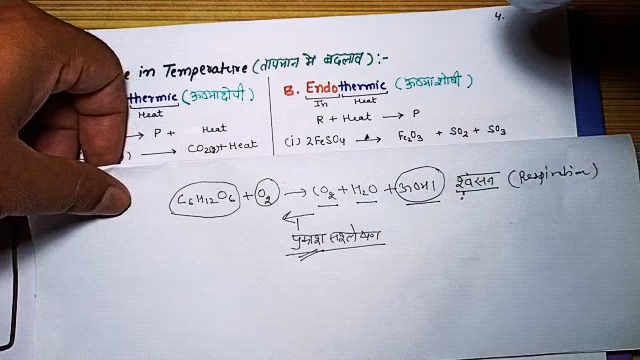 4.
e in Temperature (तापमान में बदलाव) :-
thermic (ऊष्माक्षेपी)
Heat
B. Endothermic (ऊष्माशोषी)
In Heat
→ P + Heat
R + Heat → P
) → CO2(g) + Heat
(i) 2FeSO4 → Fe2O3 + SO2 + SO3
C6H12O6 + O2 → CO2 + H2O + ऊष्मा श्वसन (Respiration)
प्रकाश संश्लेषण